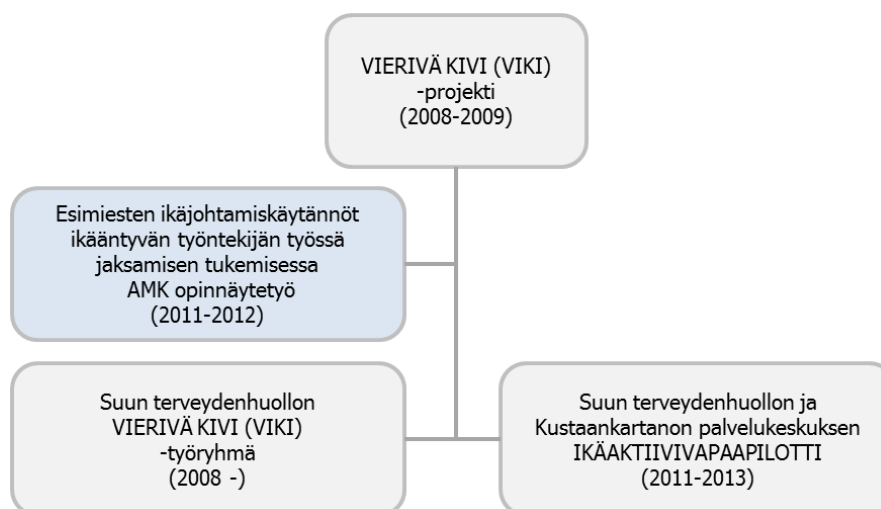 VIERIVÄ KIVI (VIKI)
-projekti
(2008-2009)
Esimiesten ikäjohtamiskäytännöt
ikääntyvän työntekijän työssä
jaksamisen tukemisessa
AMK opinnäytetyö
(2011-2012)
Suun terveydenhuollon
VIERIVÄ KIVI (VIKI)
-työryhmä
(2008 -)
Suun terveydenhuollon ja
Kustaankartanon palvelukeskuksen
IKÄAKTIIVIVAPAAPILOTTI
(2011-2013)